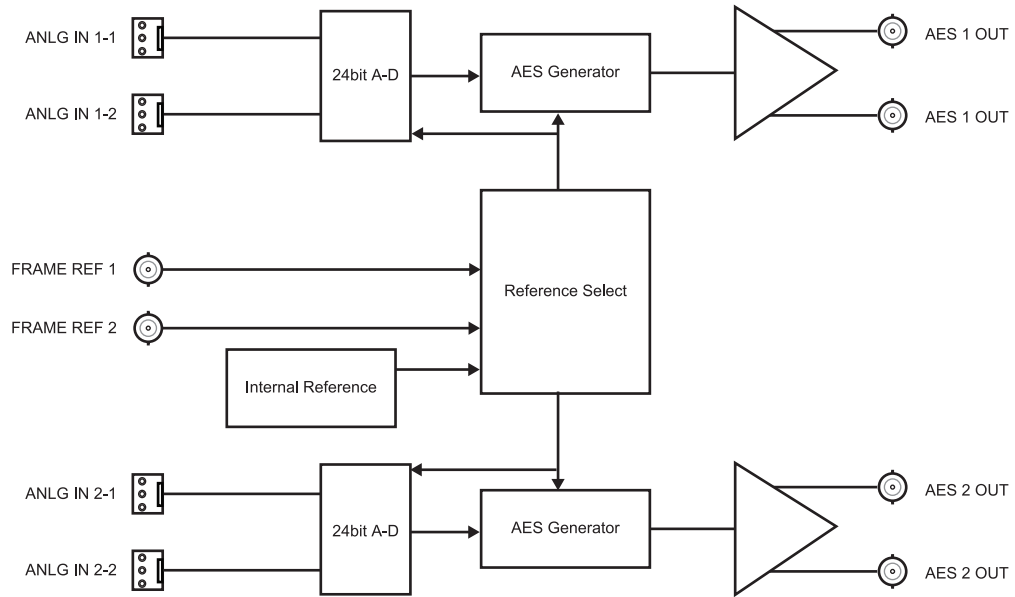 ANLG IN 1-1
24bit A-D
AES Generator
AES 1 OUT
ANLG IN 1-2
AES 1 OUT
FRAME REF 1
Reference Select
FRAME REF 2
Internal Reference
ANLG IN 2-1
24bit A-D
AES Generator
AES 2 OUT
ANLG IN 2-2
AES 2 OUT